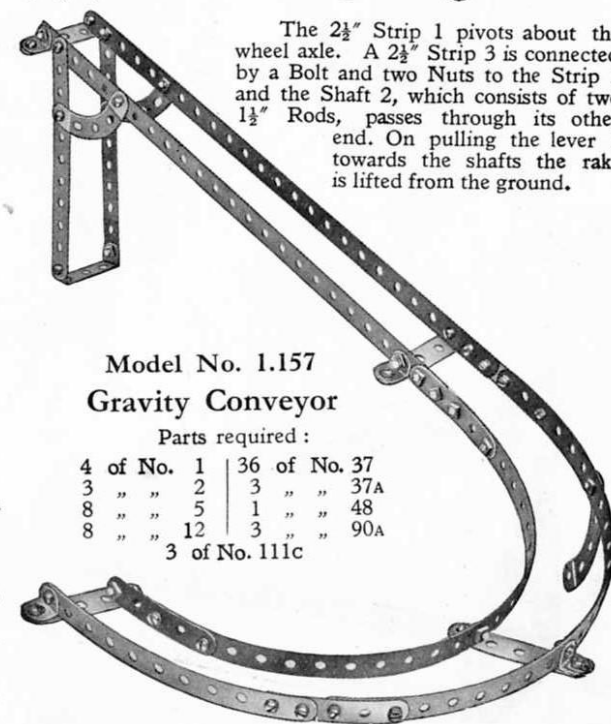 The 2½″ Strip 1 pivots about th
wheel axle. A 2½″ Strip 3 is connected
by a Bolt and two Nuts to the Strip
and the Shaft 2, which consists of two
1½″ Rods, passes through its other
end. On pulling the lever
towards the shafts the rak
is lifted from the ground.
Model No. 1.157
Gravity Conveyor
Parts required :
4 of No. 1 | 36 of No. 37
3 „ „ 2 | 3 „ „ 37A
8 „ „ 5 | 1 „ „ 48
8 „ „ 12 | 3 „ „ 90A
3 of No. 111c